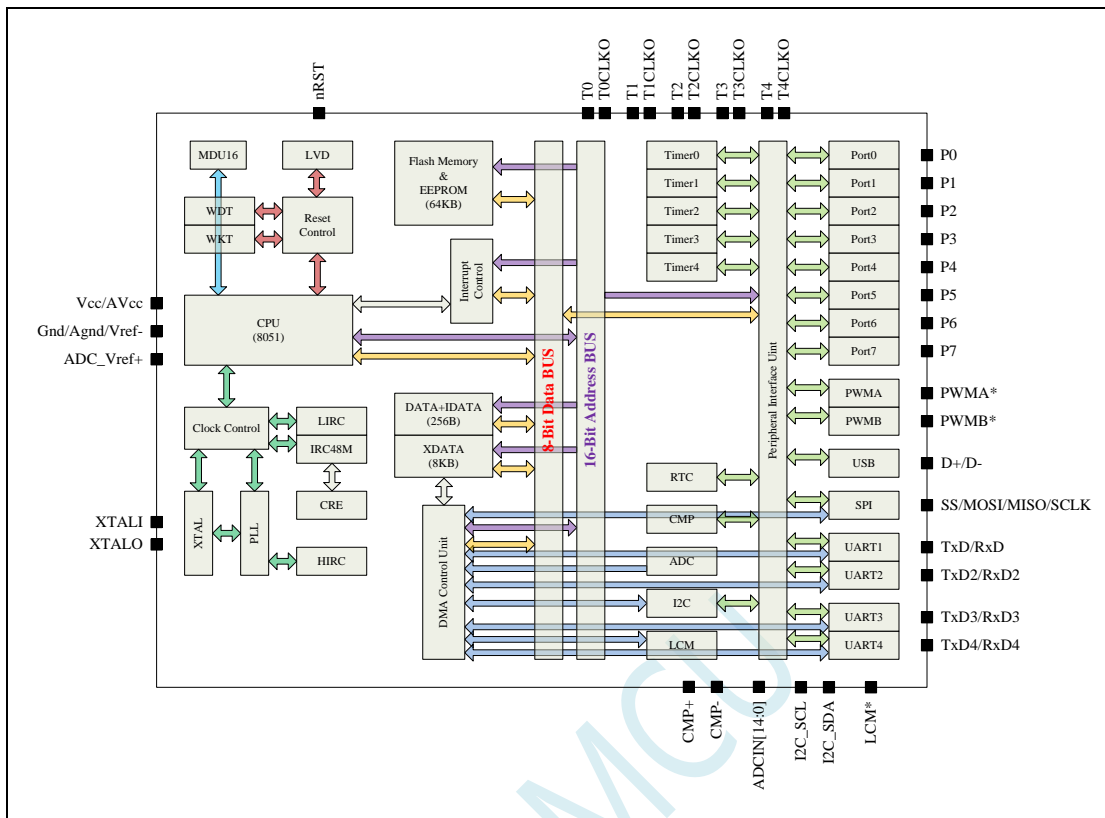 nRST
T0
T0CLKO
T1
T1CLKO
T2
T2CLKO
T3
T3CLKO
T4
T4CLKO
MDU16
LVD
WDT
WKT
Reset
Control
Flash Memory
&
EEPROM
(64KB)
Interrupt
Control
CPU
(8051)
Vcc/AVcc
Gnd/Agnd/Vref-
ADC_Vref+
Clock Control
LIRC
IRC48M
CRE
XTAL
PLL
HIRC
XTALI
XTALO
DATA+IDATA
(256B)
XDATA
(8KB)
DMA Control Unit
8-Bit Data BUS
16-Bit Address BUS
Timer0
Timer1
Timer2
Timer3
Timer4
RTC
CMP
ADC
I2C
LCM
Peripheral Interface Uint
Port0
Port1
Port2
Port3
Port4
Port5
Port6
Port7
PWMA
PWMB
USB
SPI
UART1
UART2
UART3
UART4
P0
P1
P2
P3
P4
P5
P6
P7
PWMA*
PWMB*
D+/D-
SS/MOSI/MISO/SCLK
TxD/RxD
TxD2/RxD2
TxD3/RxD3
TxD4/RxD4
CMP+
CMP-
ADCIN[14:0]
I2C_SCL
I2C_SDA
LCM*
MCU